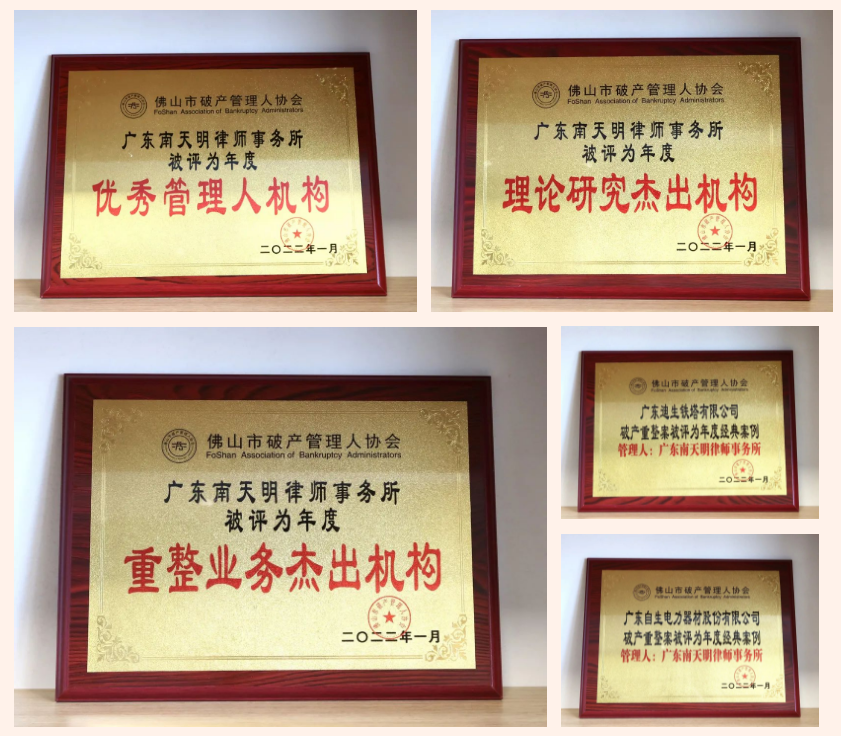 佛山市破产管理人协会
FoShan Association of Bankruptcy Administrators
广东南天明律师事务所
被评为年度
优秀管理人机构
二〇二二年一月
佛山市破产管理人协会
FoShan Association of Bankruptcy Administrators
广东南天明律师事务所
被评为年度
理论研究杰出机构
二〇二二年一月
佛山市破产管理人协会
FoShan Association of Bankruptcy Administrators
广东南天明律师事务所
被评为年度
重整业务杰出机构
二〇二二年一月
佛山市破产管理人协会
FoShan Association of Bankruptcy Administrators
广东迪生铁塔有限公司
破产重整案被评为年度经典案例
管理人：广东南天明律师事务所
二〇二二年一月
佛山市破产管理人协会
FoShan Association of Bankruptcy Administrators
广东自生电力器材股份有限公司
破产重整案被评为年度经典案例
管理人：广东南天明律师事务所
二〇二二年一月